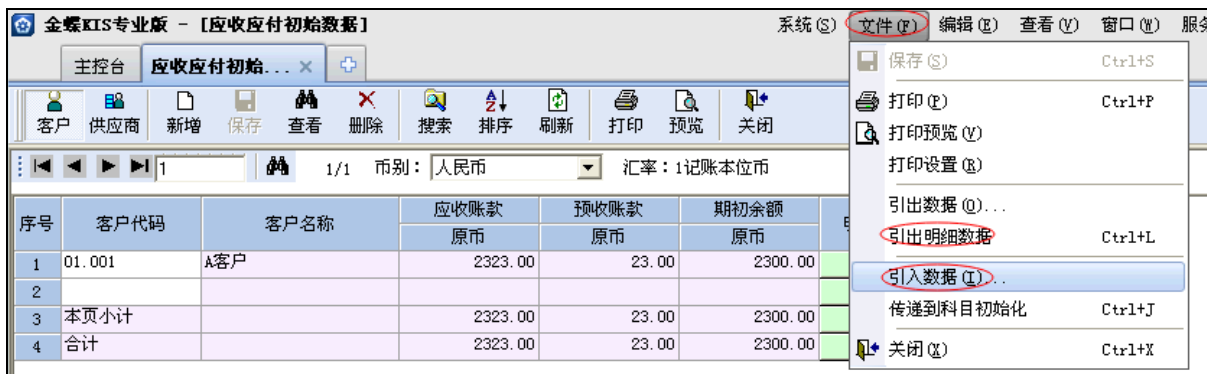 金蝶KIS专业版 - [应收应付初始数据]
系统(S) 文件(F) 编辑(E) 查看(V) 窗口(W)
主控台 应收应付初始...
客户 供应商 新增 保存 查看 删除 搜索 排序 刷新 打印 预览 关闭
1 1/1 币别: 人民币 汇率:1记账本位币
序号 客户代码 客户名称 应收账款 预收账款 期初余额
原币 原币 原币
1 01.001 A客户 2323.00 23.00 2300.00
2
3 本页小计 2323.00 23.00 2300.00
4 合计 2323.00 23.00 2300.00
保存(S) Ctrl+S
打印(P) Ctrl+P
打印预览(V)
打印设置(R)
引出数据(O)...
引出明细数据 Ctrl+L
引入数据(I)...
传递到科目初始化 Ctrl+J
关闭(X) Ctrl+X